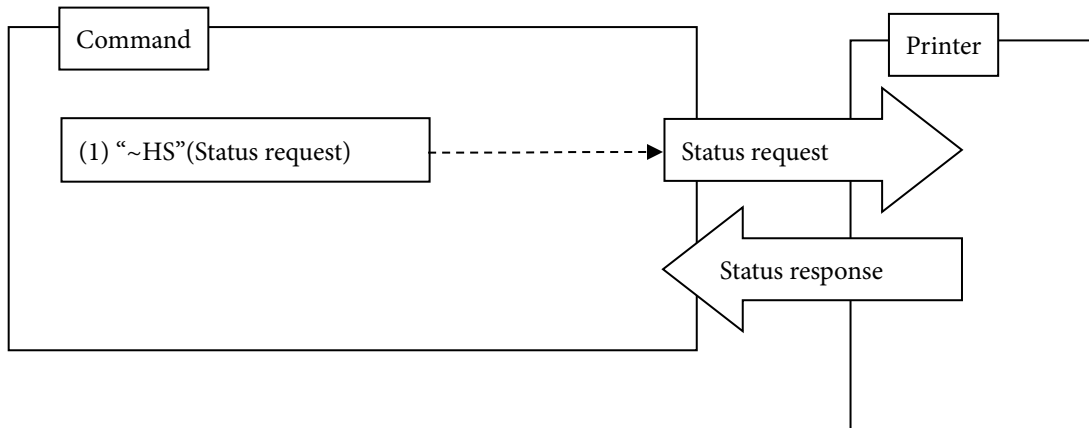 Command
Printer
(1) “~HS”(Status request)
Status request
Status response